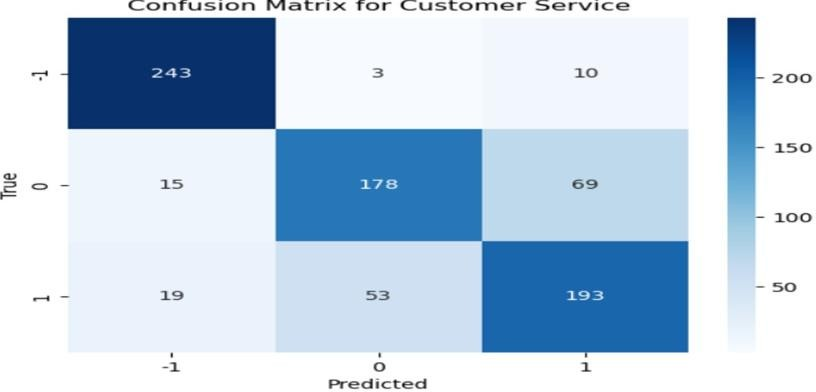 Confusion Matrix for Customer Service
-1 243 3 10
0 15 178 69
1 19 53 193
True
-1 0 1
Predicted
200
150
100
50